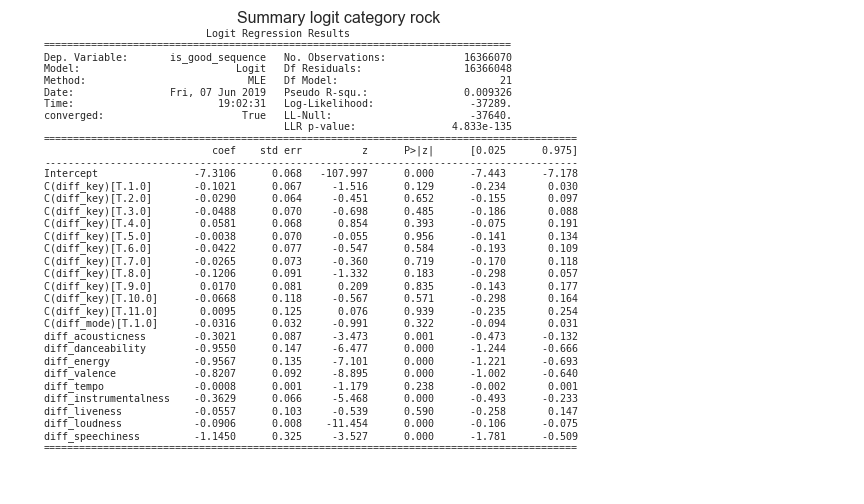 Summary logit category rock
Logit Regression Results
==============================================================================
Dep. Variable: is_good_sequence No. Observations: 16366070
Model: Logit Df Residuals: 16366048
Method: MLE Df Model: 21
Date: Fri, 07 Jun 2019 Pseudo R-squ.: 0.009326
Time: 19:02:31 Log-Likelihood: -37289.
converged: True LL-Null: -37640.
LLR p-value: 4.833e-135
=========================================================================================
coef std err z P>|z| [0.025 0.975]
-----------------------------------------------------------------------------------------
Intercept -7.3106 0.068 -107.997 0.000 -7.443 -7.178
C(diff_key)[T.1.0] -0.1021 0.067 -1.516 0.129 -0.234 0.030
C(diff_key)[T.2.0] -0.0290 0.064 -0.451 0.652 -0.155 0.097
C(diff_key)[T.3.0] -0.0488 0.070 -0.698 0.485 -0.186 0.088
C(diff_key)[T.4.0] 0.0581 0.068 0.854 0.393 -0.075 0.191
C(diff_key)[T.5.0] -0.0038 0.070 -0.055 0.956 -0.141 0.134
C(diff_key)[T.6.0] -0.0422 0.077 -0.547 0.584 -0.193 0.109
C(diff_key)[T.7.0] -0.0265 0.073 -0.360 0.719 -0.170 0.118
C(diff_key)[T.8.0] -0.1206 0.091 -1.332 0.183 -0.298 0.057
C(diff_key)[T.9.0] 0.0170 0.081 0.209 0.835 -0.143 0.177
C(diff_key)[T.10.0] -0.0668 0.118 -0.567 0.571 -0.298 0.164
C(diff_key)[T.11.0] 0.0095 0.125 0.076 0.939 -0.235 0.254
C(diff_mode)[T.1.0] -0.0316 0.032 -0.991 0.322 -0.094 0.031
diff_acousticness -0.3021 0.087 -3.473 0.001 -0.473 -0.132
diff_danceability -0.9550 0.147 -6.477 0.000 -1.244 -0.666
diff_energy -0.9567 0.135 -7.101 0.000 -1.221 -0.693
diff_valence -0.8207 0.092 -8.895 0.000 -1.002 -0.640
diff_tempo -0.0008 0.001 -1.179 0.238 -0.002 0.001
diff_instrumentalness -0.3629 0.066 -5.468 0.000 -0.493 -0.233
diff_liveness -0.0557 0.103 -0.539 0.590 -0.258 0.147
diff_loudness -0.0906 0.008 -11.454 0.000 -0.106 -0.075
diff_speechiness -1.1450 0.325 -3.527 0.000 -1.781 -0.509
=========================================================================================